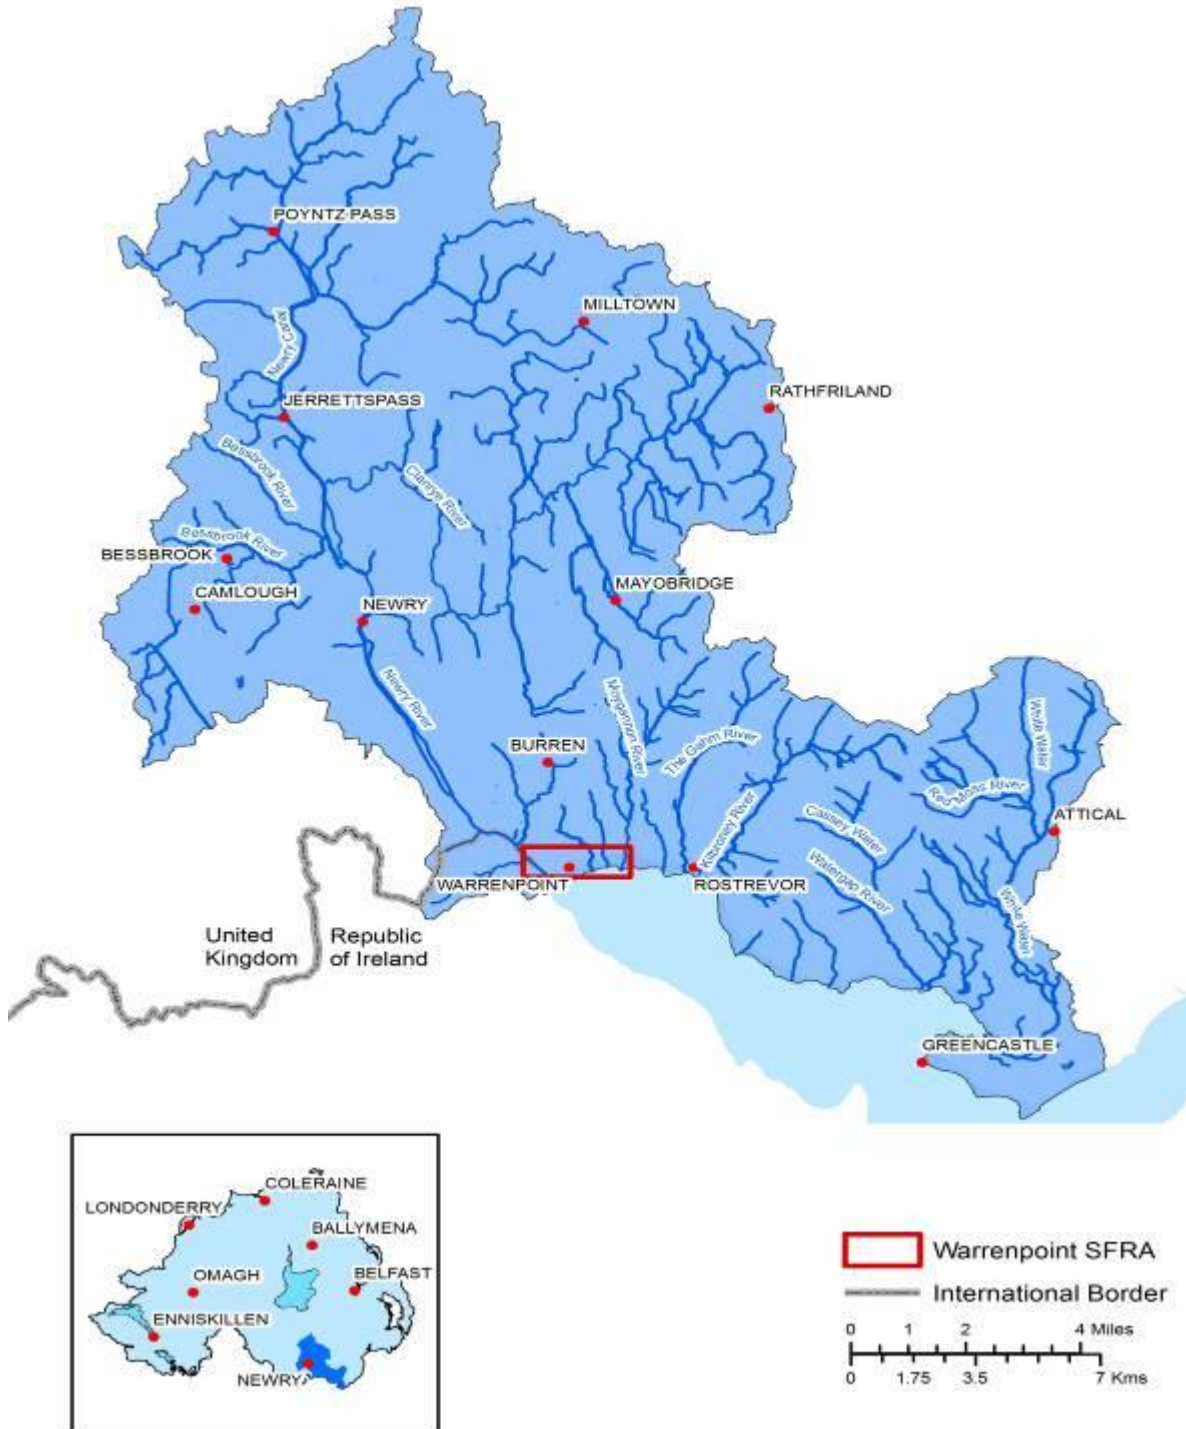 POYNTZ PASS
MILLTOWN
Newry Canal
RATHFRILAND
JERRETTSPASS
Bessbrook River
Clanrye River
Bessbrook River
BESSBROOK
CAMLOUGH
MAYOBRIDGE
NEWRY
Newry River
Moygannon River
White Water
BURREN
The Gahm River
Red Moss River
Kilbroney River
Cassey Water
ATTICAL
Watergap River
WARRENPOINT
ROSTREVOR
White Water
United
Kingdom
Republic
of Ireland
GREENCASTLE
COLERAINE
LONDONDERRY
BALLYMENA
OMAGH
BELFAST
ENNISKILLEN
NEWRY
Warrenpoint SFRA
International Border
0 1 2 4 Miles
0 1.75 3.5 7 Kms